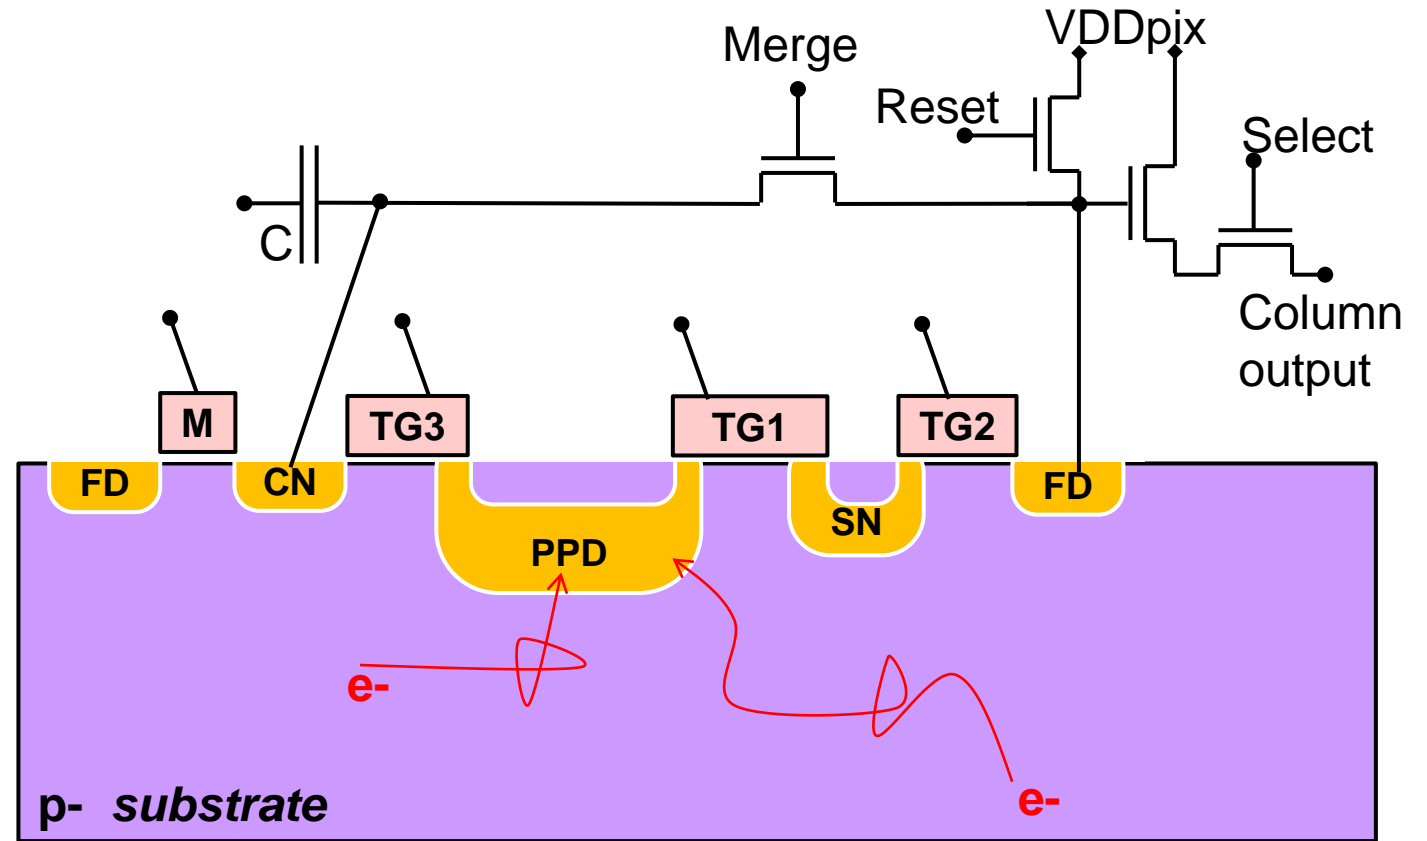 VDDpix
Merge
Reset
Select
C
Column
output
M
TG3
TG1
TG2
FD
CN
FD
SN
PPD
e-
e-
p- substrate